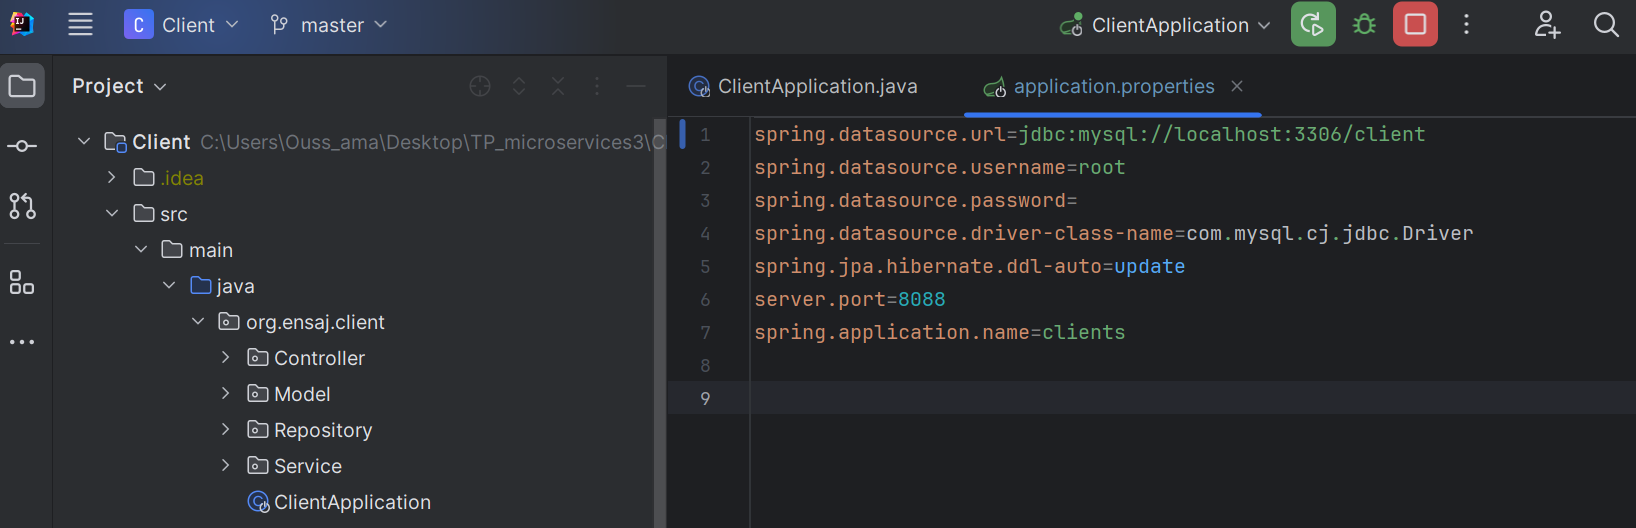 IJ
C Client master ClientApplication
Project
ClientApplication.java application.properties
Client C:\Users\Ouss_ama\Desktop\TP_microservices3\C
.idea
src
main
java
org.ensaj.client
Controller
Model
Repository
Service
ClientApplication
1 spring.datasource.url=jdbc:mysql://localhost:3306/client
2 spring.datasource.username=root
3 spring.datasource.password=
4 spring.datasource.driver-class-name=com.mysql.cj.jdbc.Driver
5 spring.jpa.hibernate.ddl-auto=update
6 server.port=8088
7 spring.application.name=clients
8
9